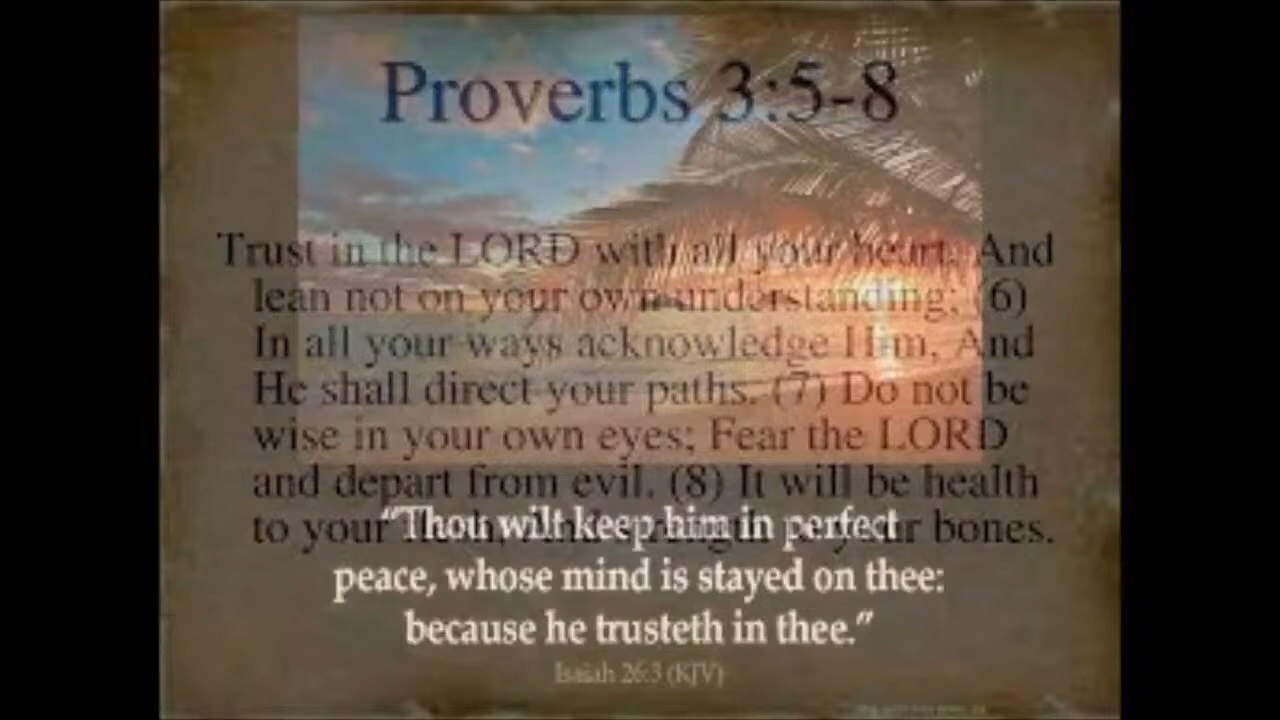 Proverbs 3:5-8
Trust in the LORD with all your heart, And
lean not on your own understanding; (6)
In all your ways acknowledge Him, And
He shall direct your paths. (7) Do not be
wise in your own eyes; Fear the LORD
and depart from evil. (8) It will be health
to your bones.
“Thou wilt keep him in perfect
peace, whose mind is stayed on thee:
because he trusteth in thee.”
Isaiah 26:3 (KJV)